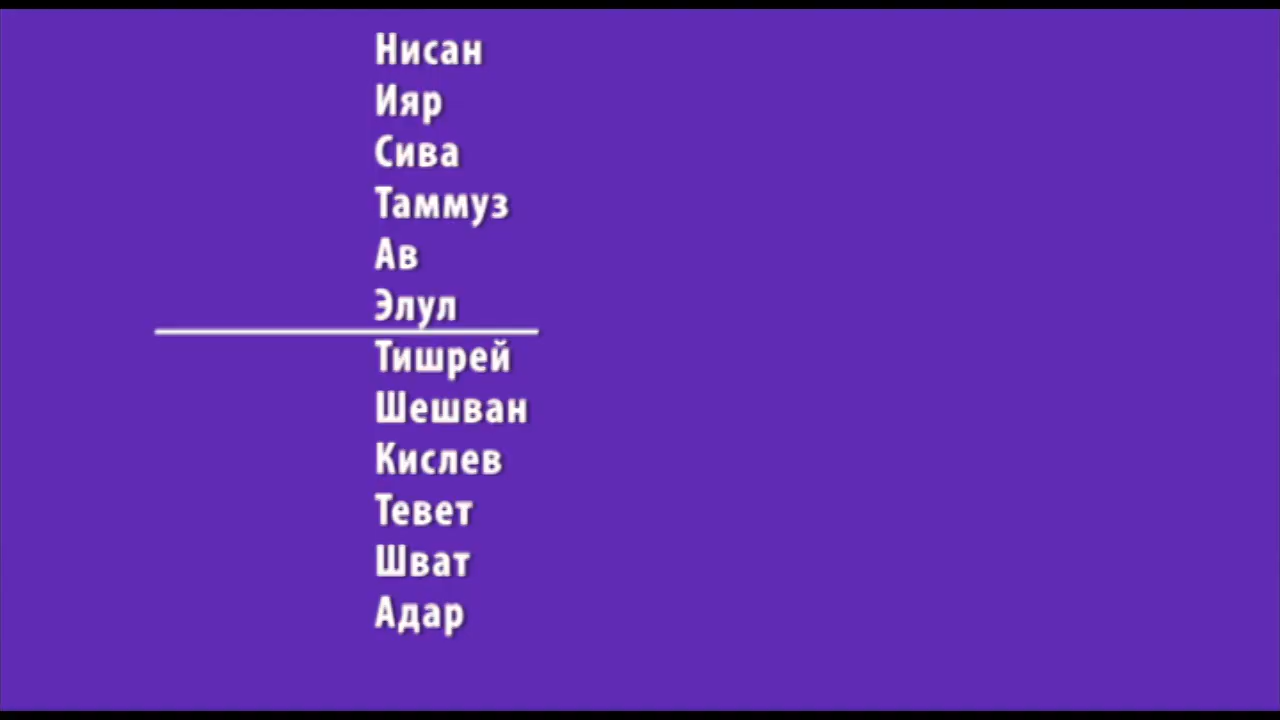 Нисан
Ияр
Сива
Таммуз
Ав
Элул
Тишрей
Шешван
Кислев
Тевет
Шват
Адар